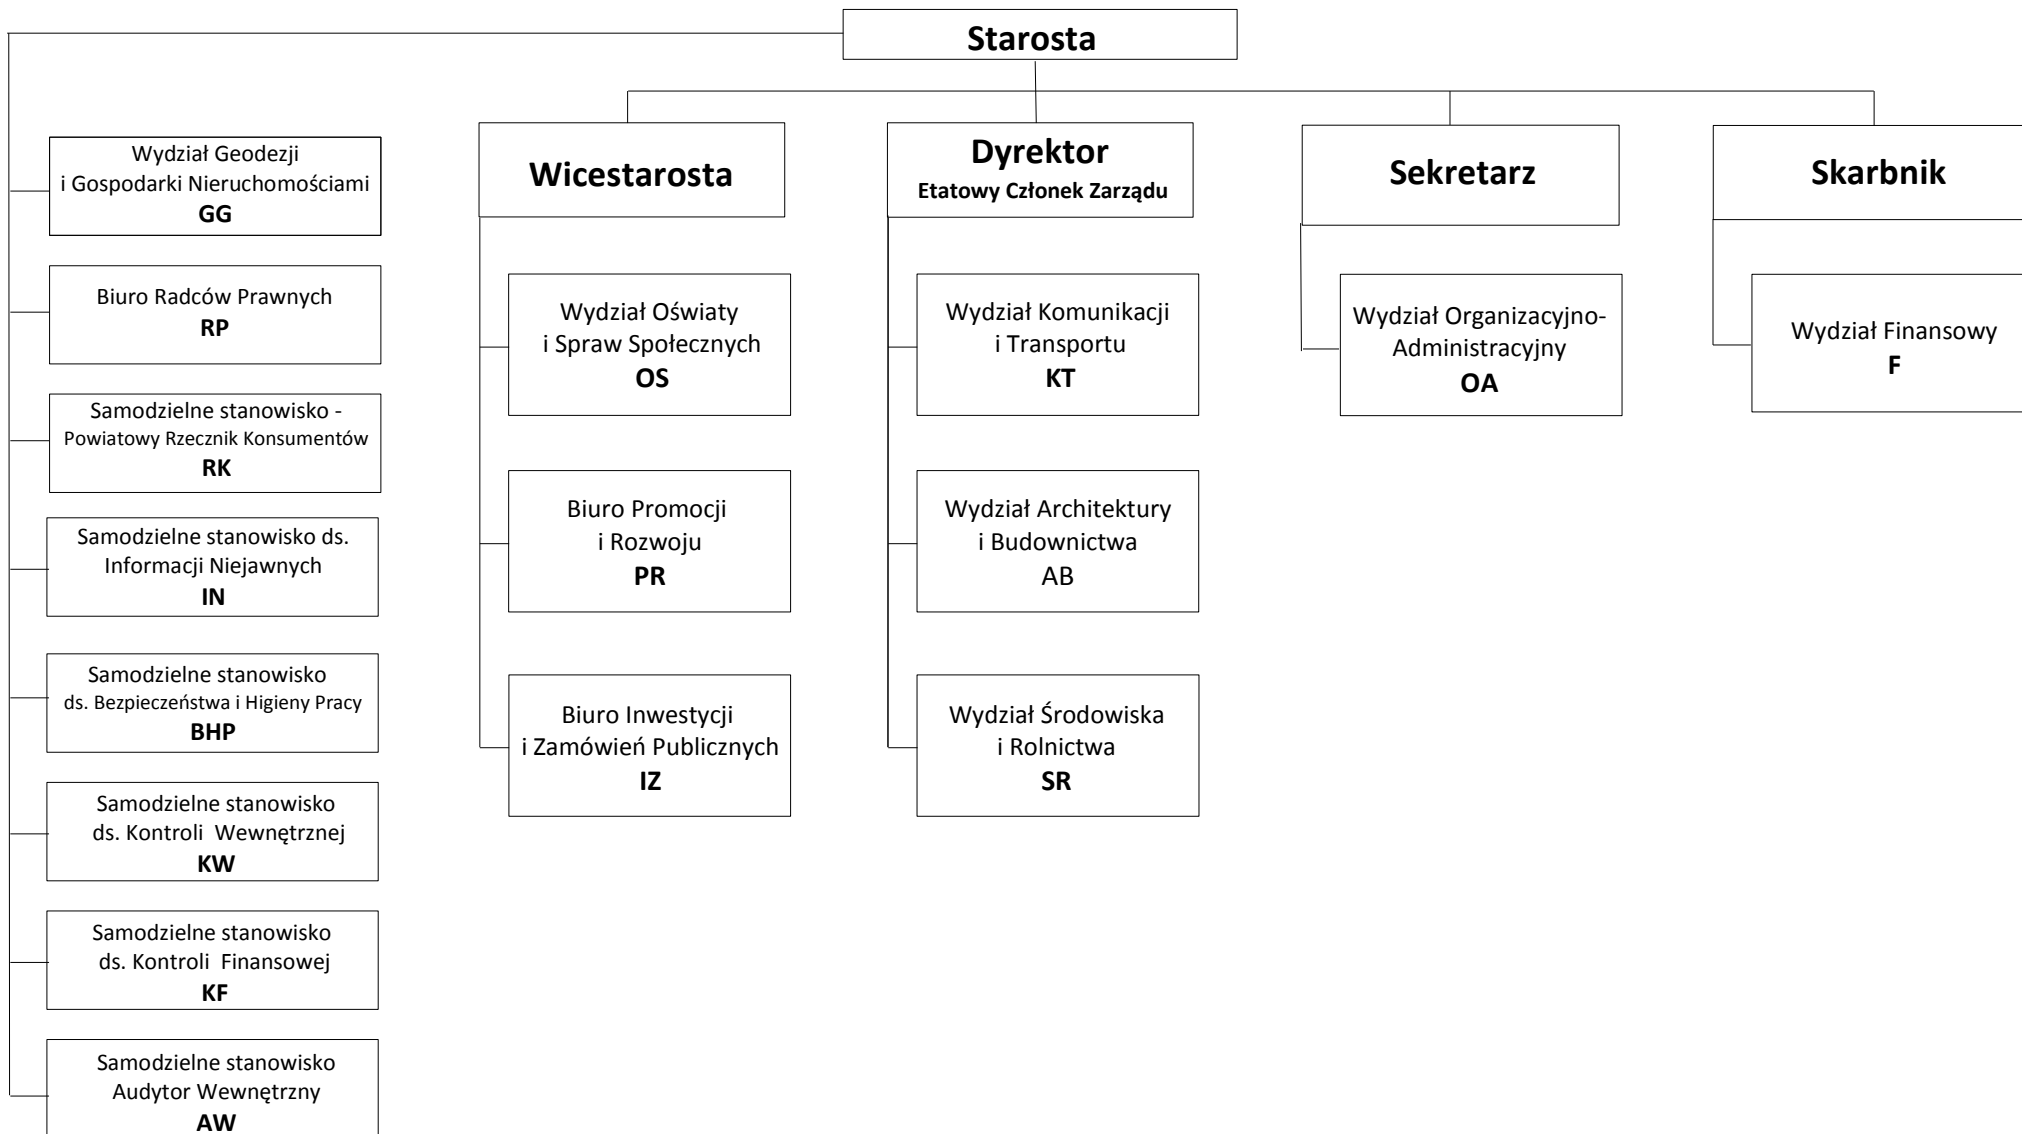 Starosta
Wydział Geodezji
i Gospodarki Nieruchomościami
GG
Biuro Radców Prawnych
RP
Samodzielne stanowisko -
Powiatowy Rzecznik Konsumentów
RK
Samodzielne stanowisko ds.
Informacji Niejawnych
IN
Samodzielne stanowisko
ds. Bezpieczeństwa i Higieny Pracy
BHP
Samodzielne stanowisko
ds. Kontroli Wewnętrznej
KW
Samodzielne stanowisko
ds. Kontroli Finansowej
KF
Samodzielne stanowisko
Audytor Wewnętrzny
AW
Wicestarosta
Wydział Oświaty
i Spraw Społecznych
OS
Biuro Promocji
i Rozwoju
PR
Biuro Inwestycji
i Zamówień Publicznych
IZ
Dyrektor
Etatowy Członek Zarządu
Wydział Komunikacji
i Transportu
KT
Wydział Architektury
i Budownictwa
AB
Wydział Środowiska
i Rolnictwa
SR
Sekretarz
Wydział Organizacyjno-
Administracyjny
OA
Skarbnik
Wydział Finansowy
F